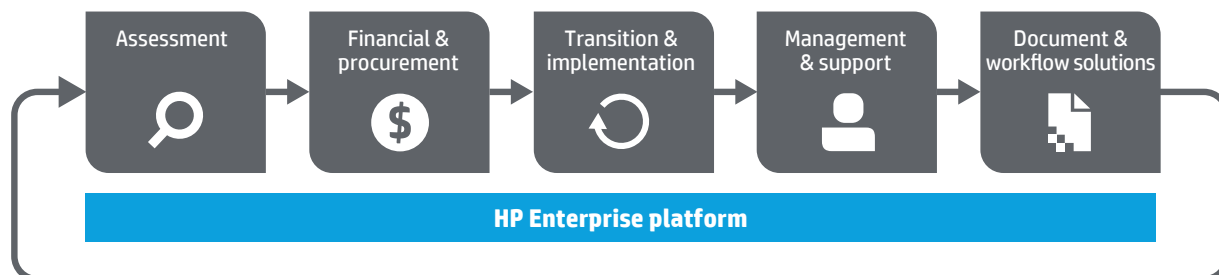 Assessment
Financial &
procurement
Transition &
implementation
Management
& support
Document &
workflow solutions
$
HP Enterprise platform